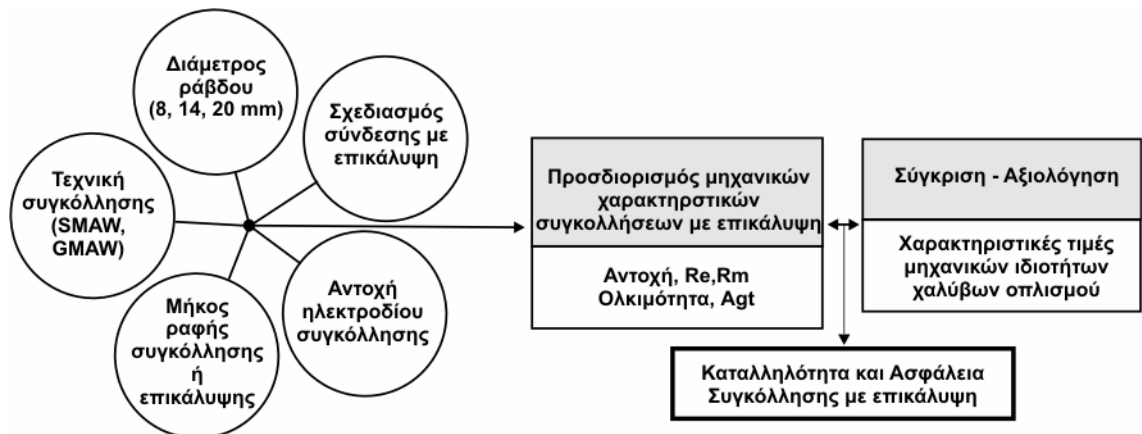 Διάμετρος
ράβδου
(8, 14, 20 mm)
Σχεδιασμός
σύνδεσης με
επικάλυψη
Τεχνική
συγκόλλησης
(SMAW,
GMAW)
Μήκος
ραφής
συγκόλλησης
ή
επικάλυψης
Αντοχή
ηλεκτροδίου
συγκόλλησης
Προσδιορισμός μηχανικών
χαρακτηρστικών
συγκολλήσεων με επικάλυψη
Αντοχή, Re,Rm
Ολκιμότητα, Agt
Σύγκριση - Αξιολόγηση
Χαρακτηριστικές τιμές
μηχανικών ιδιοτήτων
χαλύβων οπλισμού
Καταλληλότητα και Ασφάλεια
Συγκόλλησης με επικάλυψη